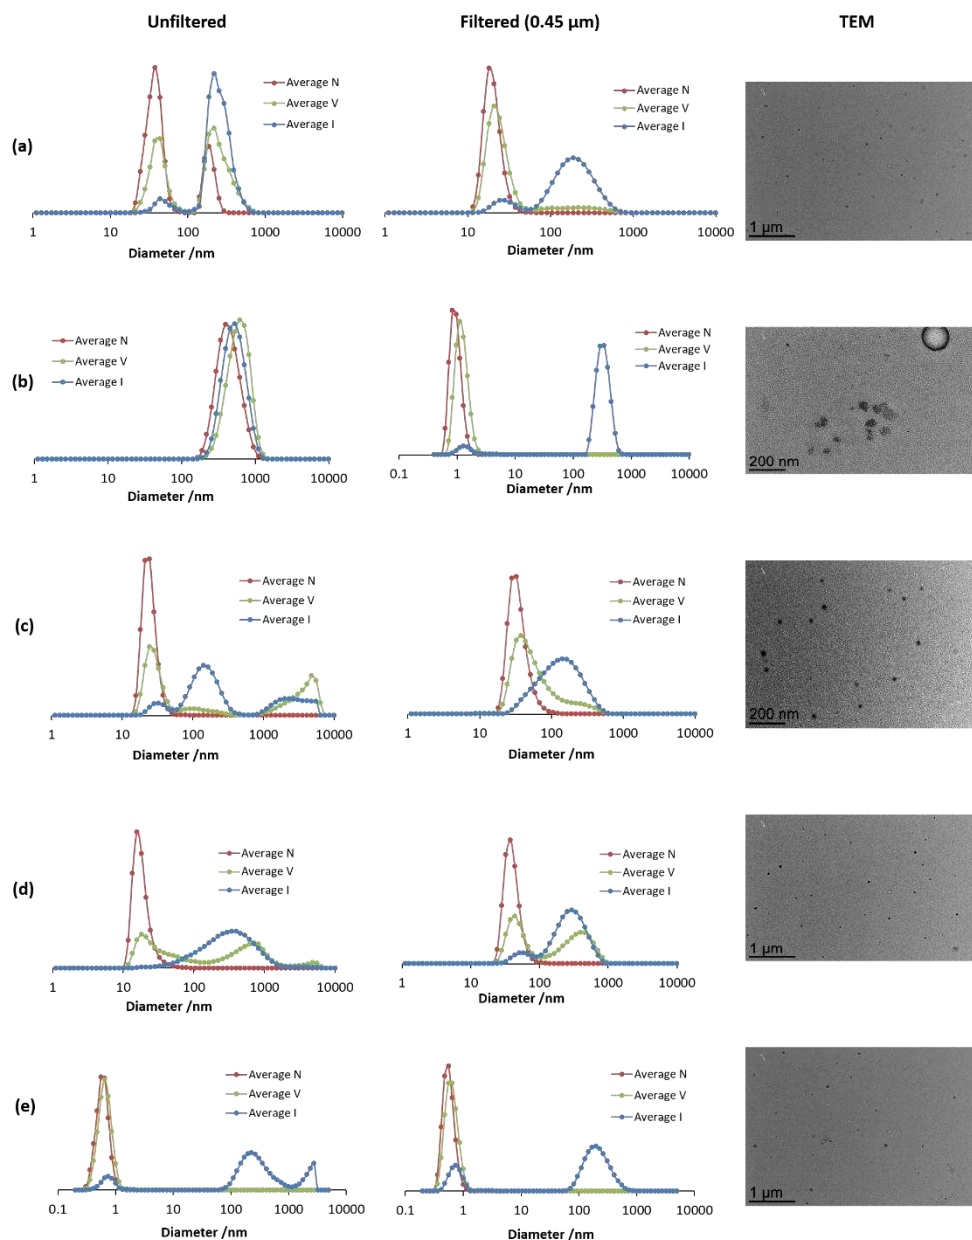 Unfiltered
Filtered (0.45 µm)
TEM
(a)
Average N
Average V
Average I
1 10 100 1000 10000
Diameter /nm
Average N
Average V
Average I
1 10 100 1000 10000
Diameter /nm
1 µm
(b)
Average N
Average V
Average I
1 10 100 1000 10000
Diameter /nm
Average N
Average V
Average I
0.1 1 10 100 1000 10000
Diameter /nm
200 nm
(c)
Average N
Average V
Average I
1 10 100 1000 10000
Diameter /nm
Average N
Average V
Average I
1 10 100 1000 10000
Diameter /nm
200 nm
(d)
Average N
Average V
Average I
1 10 100 1000 10000
Diameter /nm
Average N
Average V
Average I
1 10 100 1000 10000
Diameter /nm
1 µm
(e)
Average N
Average V
Average I
0.1 1 10 100 1000 10000
Diameter /nm
Average N
Average V
Average I
0.1 1 10 100 1000 10000
Diameter /nm
1 µm